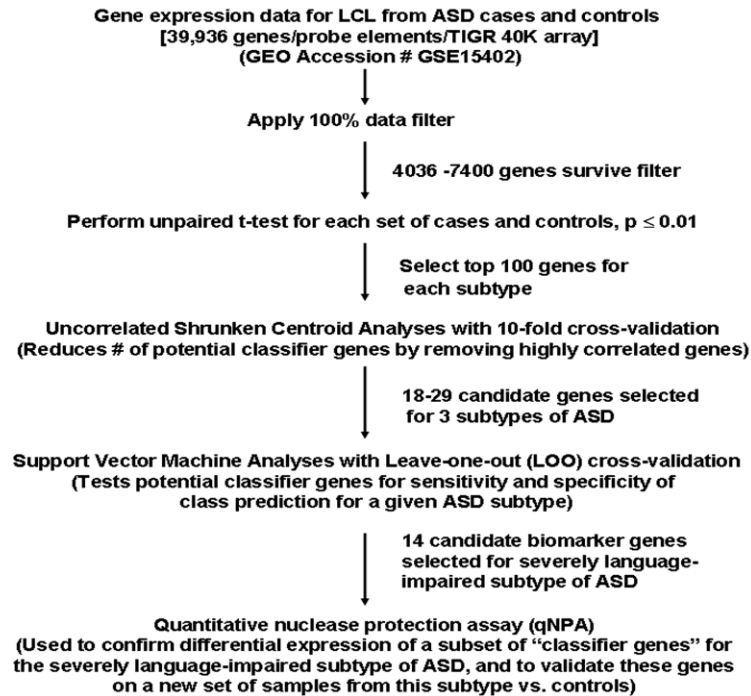 Gene expression data for LCL from ASD cases and controls
[39,936 genes/probe elements/TIGR 40K array]
(GEO Accession # GSE15402)
Apply 100% data filter
4036 -7400 genes survive filter
Perform unpaired t-test for each set of cases and controls, p ≤ 0.01
Select top 100 genes for
each subtype
Uncorrelated Shrunken Centroid Analyses with 10-fold cross-validation
(Reduces # of potential classifier genes by removing highly correlated genes)
18-29 candidate genes selected
for 3 subtypes of ASD
Support Vector Machine Analyses with Leave-one-out (LOO) cross-validation
(Tests potential classifier genes for sensitivity and specificity of
class prediction for a given ASD subtype)
14 candidate biomarker genes
selected for severely language-
impaired subtype of ASD
Quantitative nuclease protection assay (qNPA)
(Used to confirm differential expression of a subset of “classifier genes” for
the severely language-impaired subtype of ASD, and to validate these genes
on a new set of samples from this subtype vs. controls)